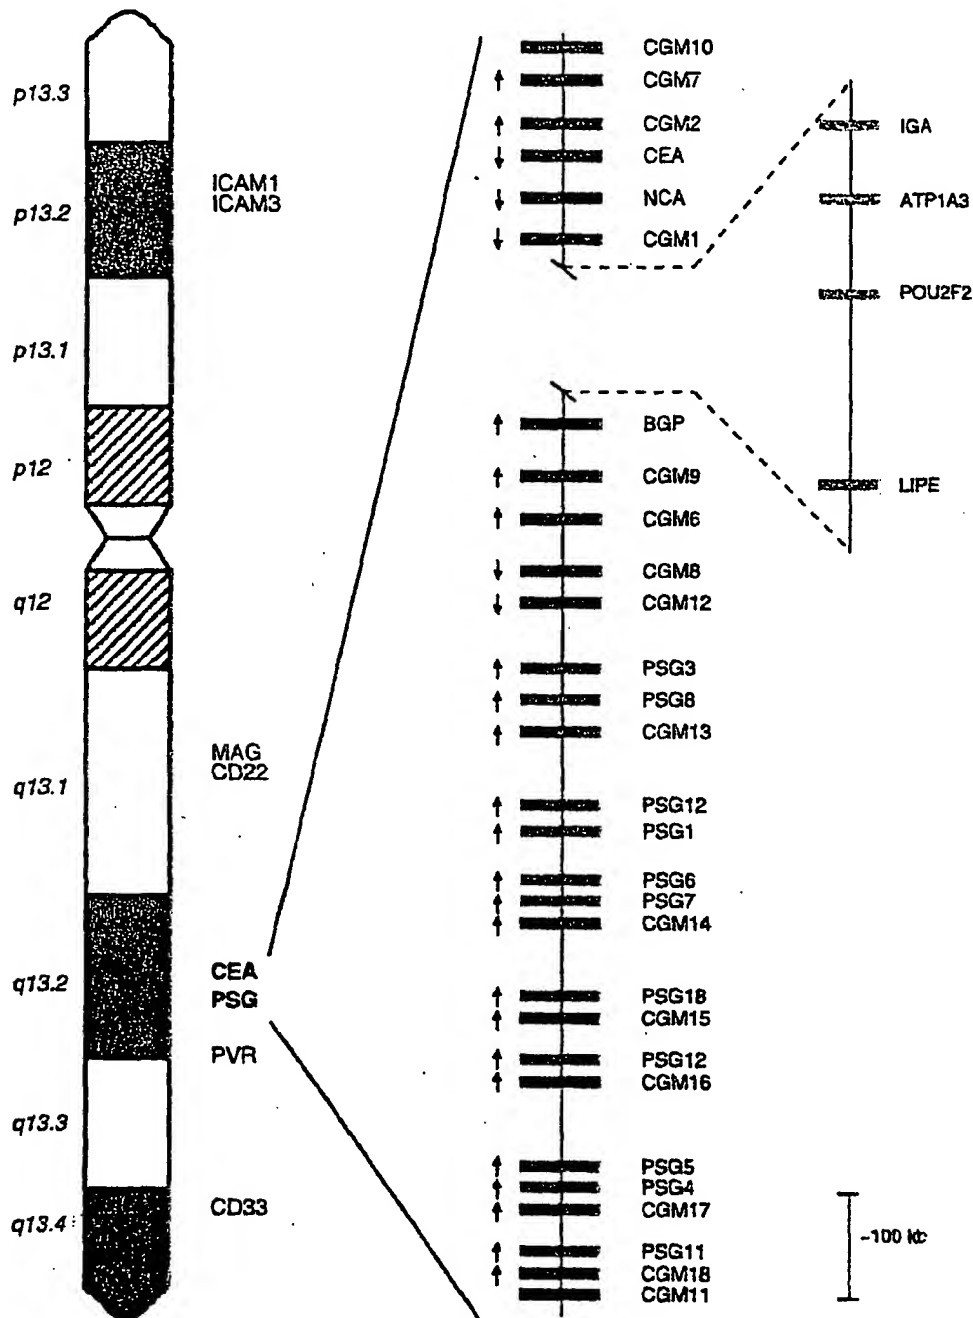 p13.3
p13.2
p13.1
p12
q12
q13.1
q13.2
q13.3
q13.4
ICAM1
ICAM3
MAG
CD22
CEA
PSG
PVR
CD33
CGM10
CGM7
CGM2
CEA
NCA
CGM1
BGP
CGM9
CGM6
CGM8
CGM12
PSG3
PSG8
CGM13
PSG12
PSG1
PSG6
PSG7
CGM14
PSG18
CGM15
PSG12
CGM16
PSG5
PSG4
CGM17
PSG11
CGM18
CGM11
IGA
ATP1A3
POU2F2
LIPE
~100 kb